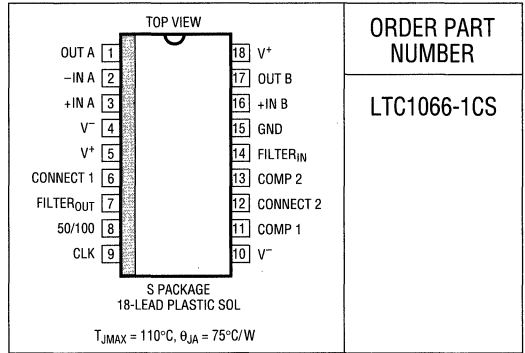 TOP VIEW
OUT A 1
–IN A 2
+IN A 3
V– 4
V+ 5
CONNECT 1 6
FILTEROUT 7
50/100 8
CLK 9
18 V+
17 OUT B
16 +IN B
15 GND
14 FILTERIN
13 COMP 2
12 CONNECT 2
11 COMP 1
10 V–
S PACKAGE
18-LEAD PLASTIC SOL
TJMAX = 110°C, θJA = 75°C/W
ORDER PART
NUMBER
LTC1066-1CS